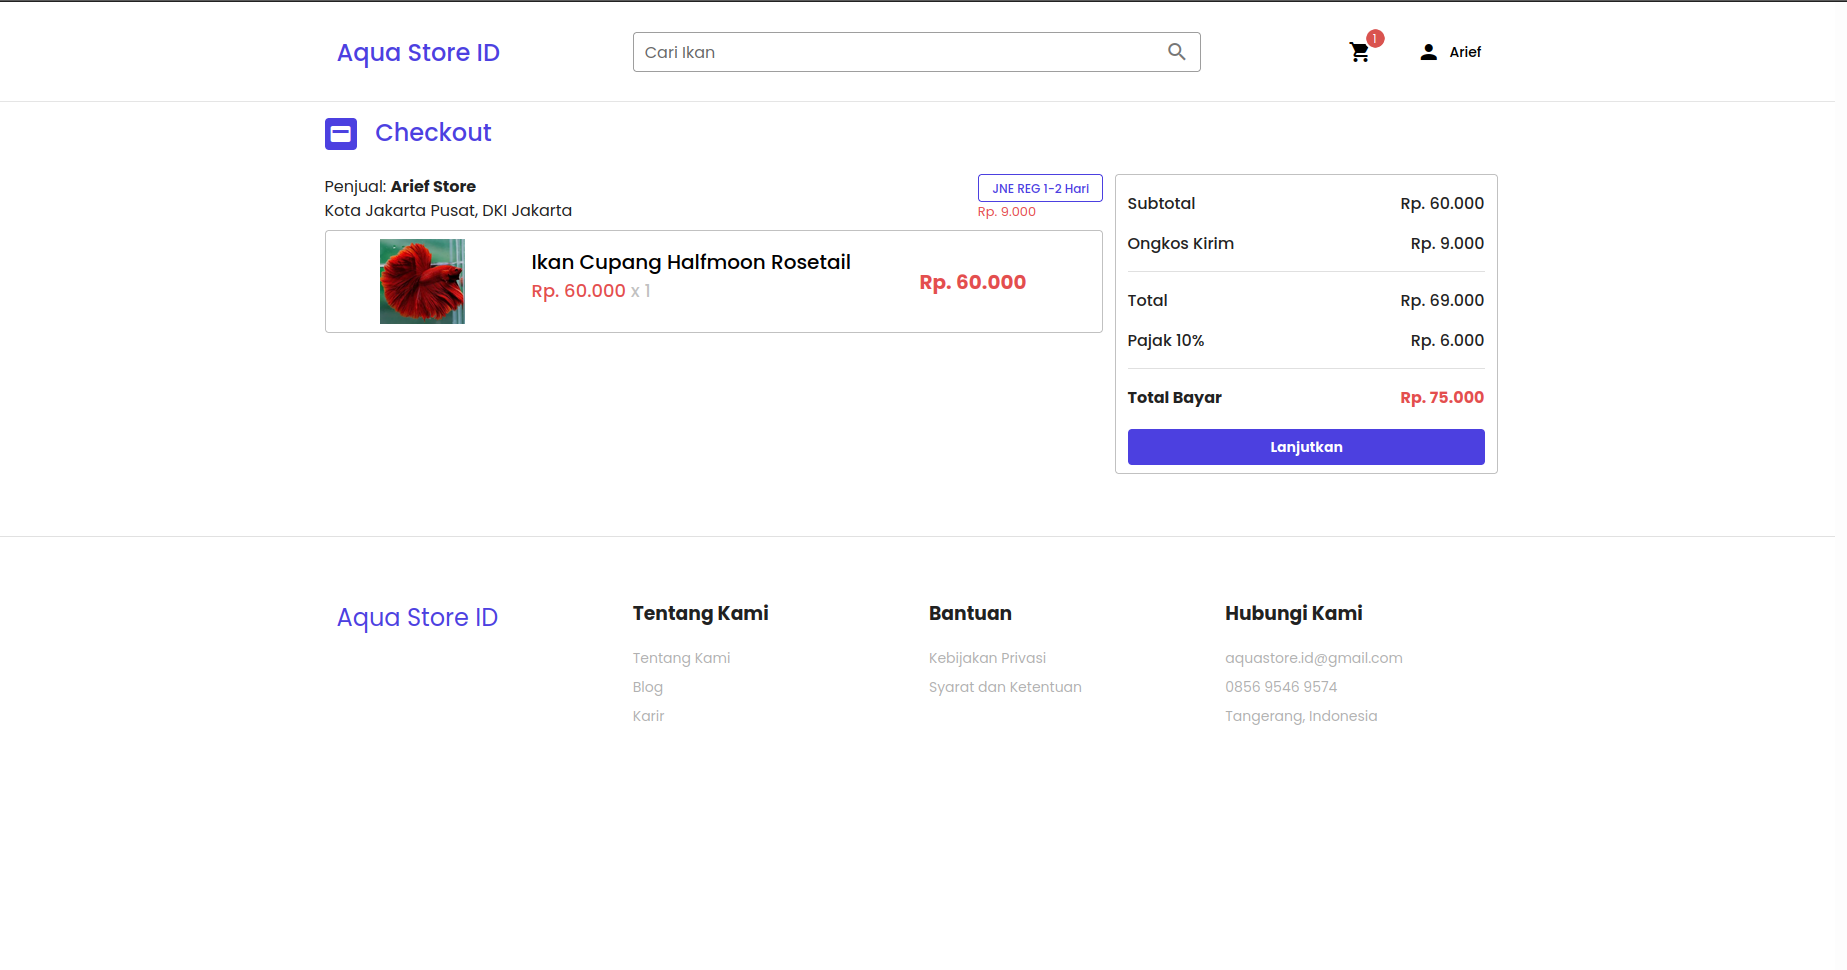 Aqua Store ID
Cari Ikan
1
Arief
Checkout
Penjual: Arief Store
Kota Jakarta Pusat, DKI Jakarta
JNE REG 1-2 Hari
Rp. 9.000
Ikan Cupang Halfmoon Rosetail
Rp. 60.000 x 1
Rp. 60.000
Subtotal Rp. 60.000
Ongkos Kirim Rp. 9.000
Total Rp. 69.000
Pajak 10% Rp. 6.000
Total Bayar Rp. 75.000
Lanjutkan
Aqua Store ID
Tentang Kami
Tentang Kami
Blog
Karir
Bantuan
Kebijakan Privasi
Syarat dan Ketentuan
Hubungi Kami
aquastore.id@gmail.com
0856 9546 9574
Tangerang, Indonesia